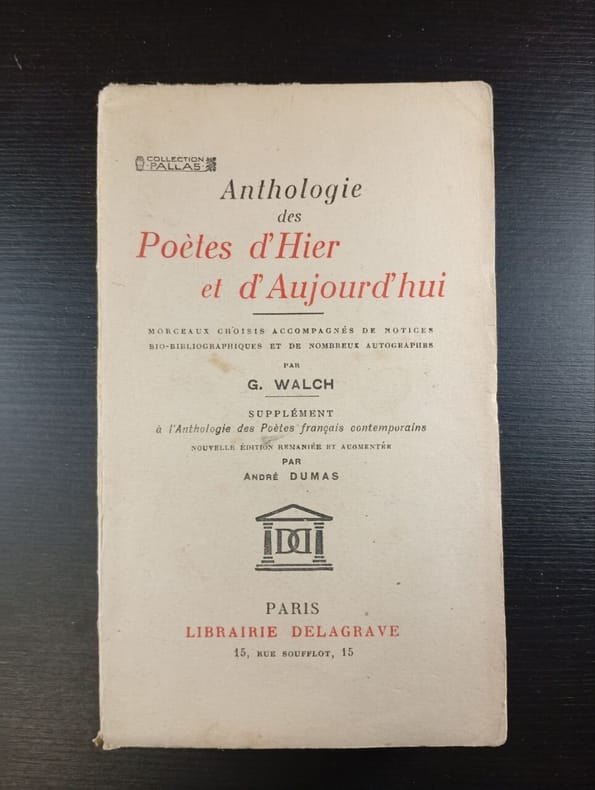 COLLECTION
PALLAS
Anthologie
des
Poètes d'Hier
et d'Aujourd'hui
MORCEAUX CHOISIS ACCOMPAGNÉS DE NOTICES
BIO-BIBLIOGRAPHIQUES ET DE NOMBREUX AUTOGRAPHES
PAR
G. WALCH
SUPPLÉMENT
à l'Anthologie des Poètes français contemporains
NOUVELLE ÉDITION REMANIÉE ET AUGMENTÉE
PAR
ANDRÉ DUMAS
PARIS
LIBRAIRIE DELAGRAVE
15, RUE SOUFFLOT, 15